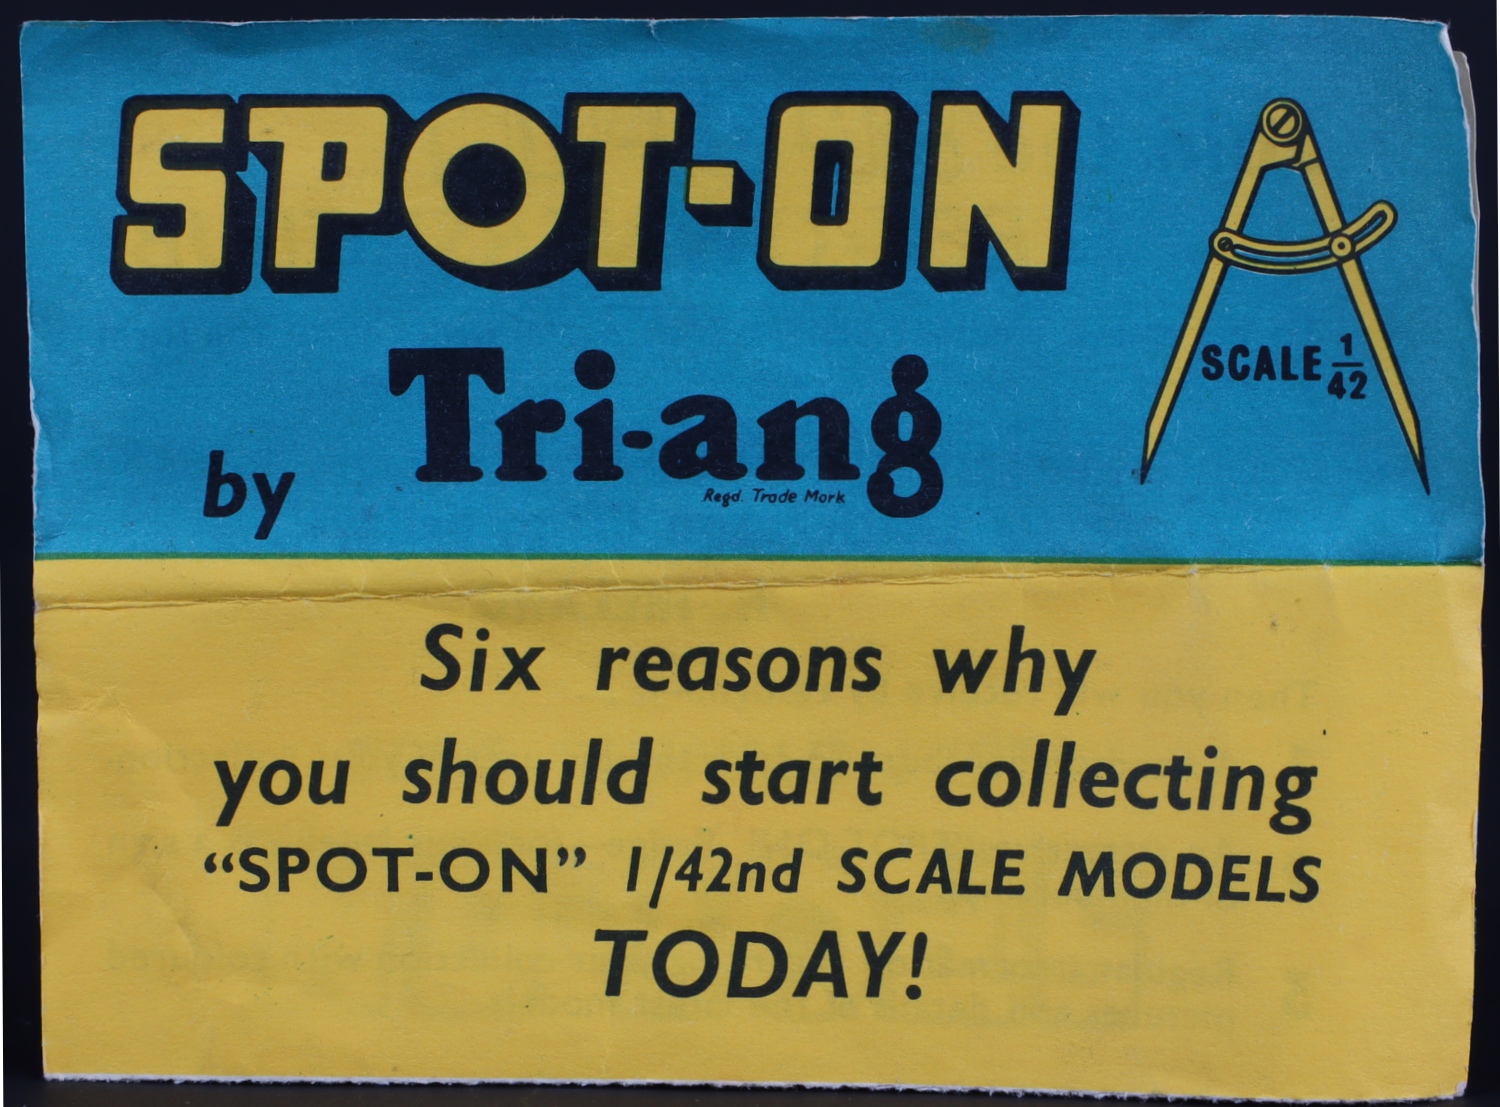 SPOT-ON
SCALE 1/42
by Tri-ang
Regd. Trade Mark
Six reasons why
you should start collecting
“SPOT-ON” 1/42nd SCALE MODELS
TODAY!